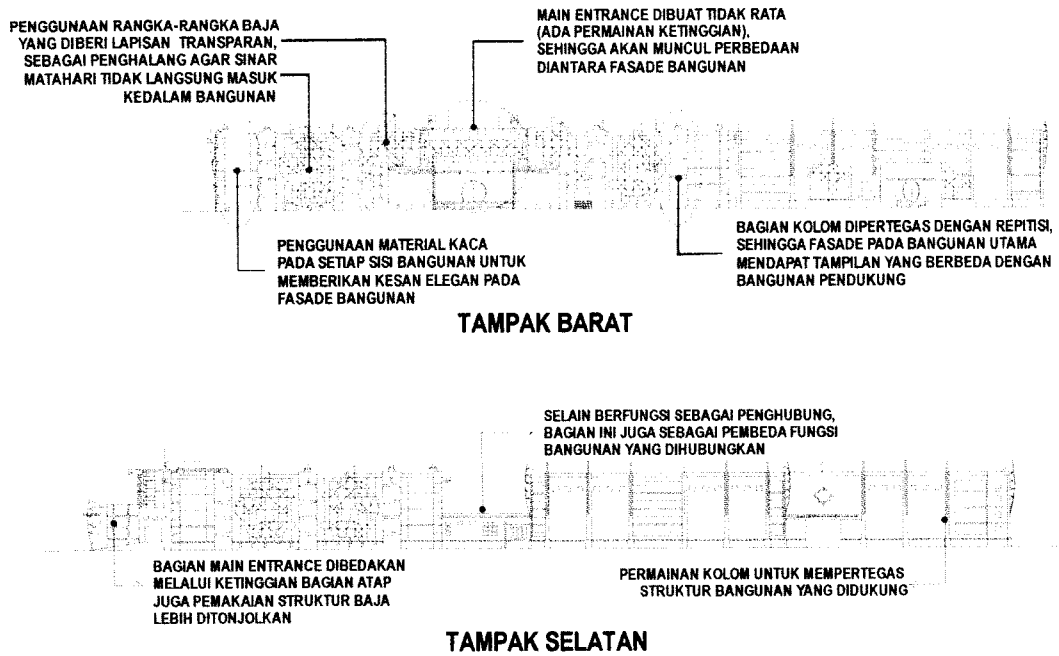 PENGGUNAAN RANGKA-RANGKA BAJA
YANG DIBERI LAPISAN TRANSPARAN,
SEBAGAI PENGHALANG AGAR SINAR
MATAHARI TIDAK LANGSUNG MASUK
KEDALAM BANGUNAN
MAIN ENTRANCE DIBUAT TIDAK RATA
(ADA PERMAINAN KETINGGIAN),
SEHINGGA AKAN MUNCUL PERBEDAAN
DIANTARA FASADE BANGUNAN
PENGGUNAAN MATERIAL KACA
PADA SETIAP SISI BANGUNAN UNTUK
MEMBERIKAN KESAN ELEGAN PADA
FASADE BANGUNAN
BAGIAN KOLOM DIPERTEGAS DENGAN REPITISI,
SEHINGGA FASADE PADA BANGUNAN UTAMA
MENDAPAT TAMPILAN YANG BERBEDA DENGAN
BANGUNAN PENDUKUNG
TAMPAK BARAT
SELAIN BERFUNGSI SEBAGAI PENGHUBUNG,
BAGIAN INI JUGA SEBAGAI PEMBEDA FUNGSI
BANGUNAN YANG DIHUBUNGKAN
BAGIAN MAIN ENTRANCE DIBEDAKAN
MELALUI KETINGGIAN BAGIAN ATAP
JUGA PEMAKAIAN STRUKTUR BAJA
LEBIH DITONJOLKAN
PERMAINAN KOLOM UNTUK MEMPERTEGAS
STRUKTUR BANGUNAN YANG DIDUKUNG
TAMPAK SELATAN